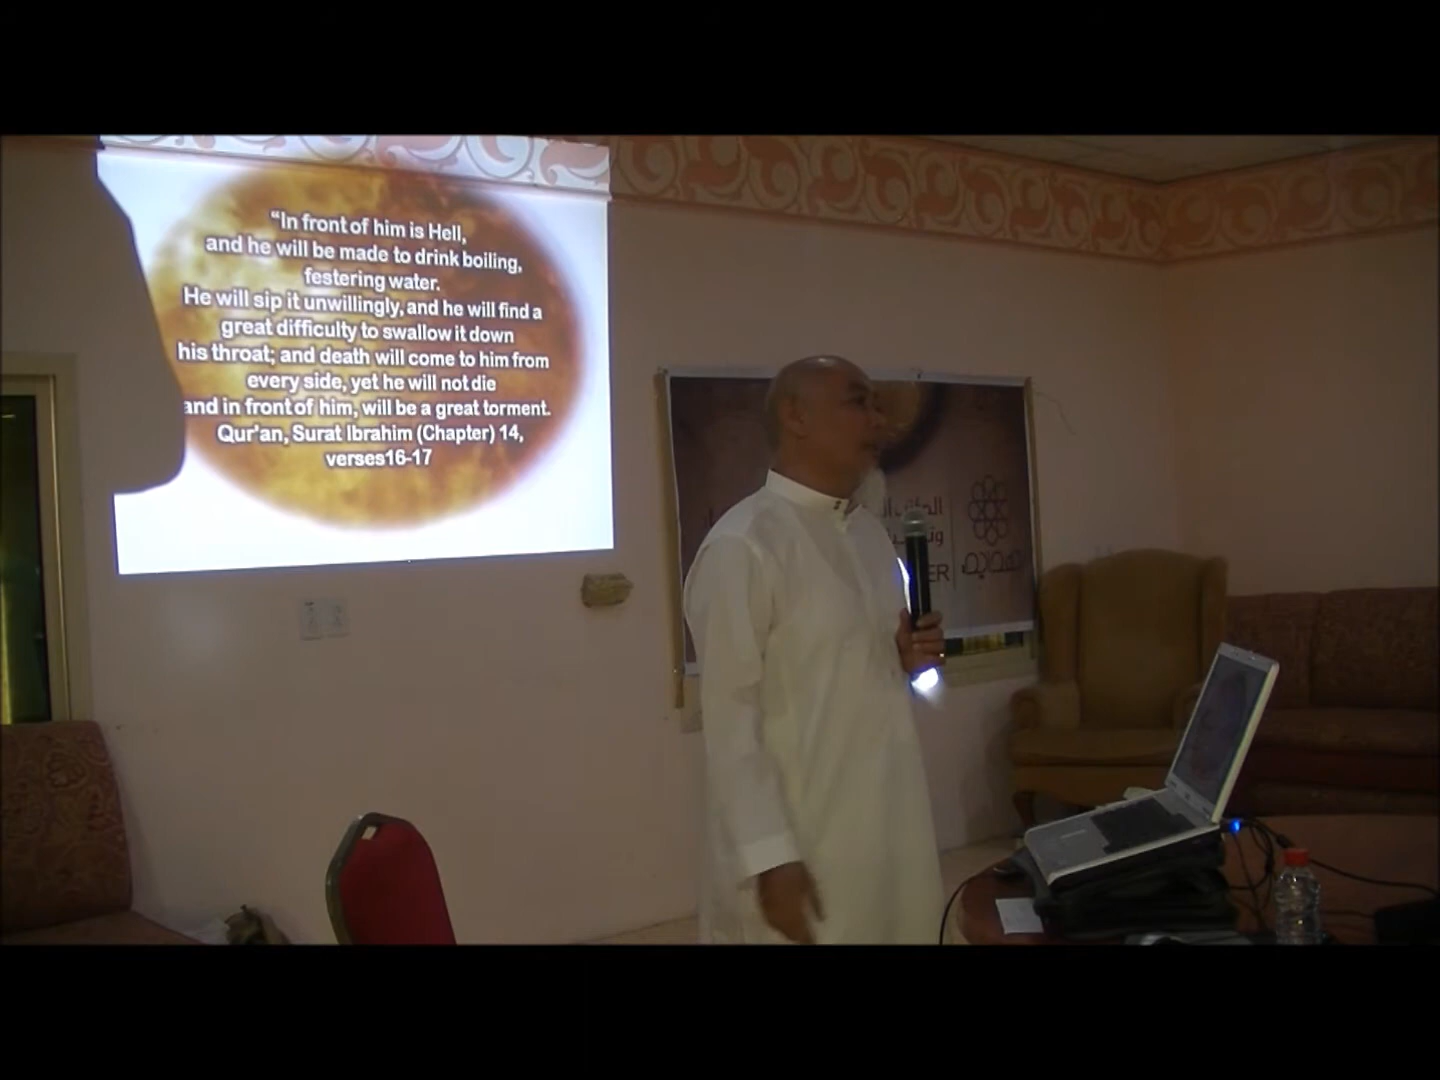 “In front of him is Hell,
and he will be made to drink boiling,
festering water.
He will sip it unwillingly, and he will find a
great difficulty to swallow it down
his throat; and death will come to him from
every side, yet he will not die
and in front of him, will be a great torment.
Qur'an, Surat Ibrahim (Chapter) 14,
verses16-17
ER